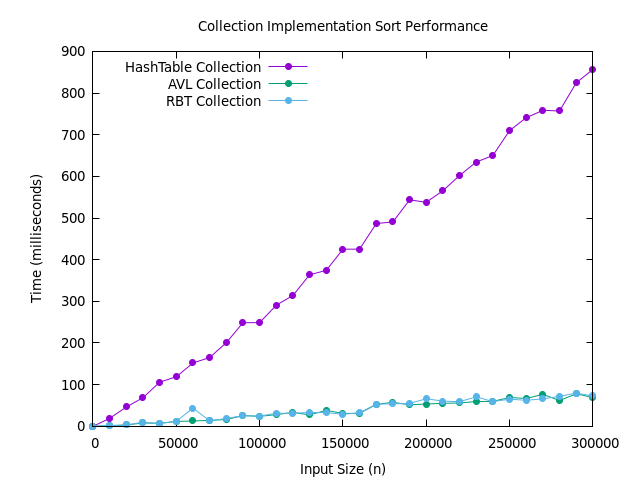 Collection Implementation Sort Performance
900
800
700
600
500
400
300
200
100
0
Time (milliseconds)
HashTable Collection
AVL Collection
RBT Collection
0 50000 100000 150000 200000 250000 300000
Input Size (n)